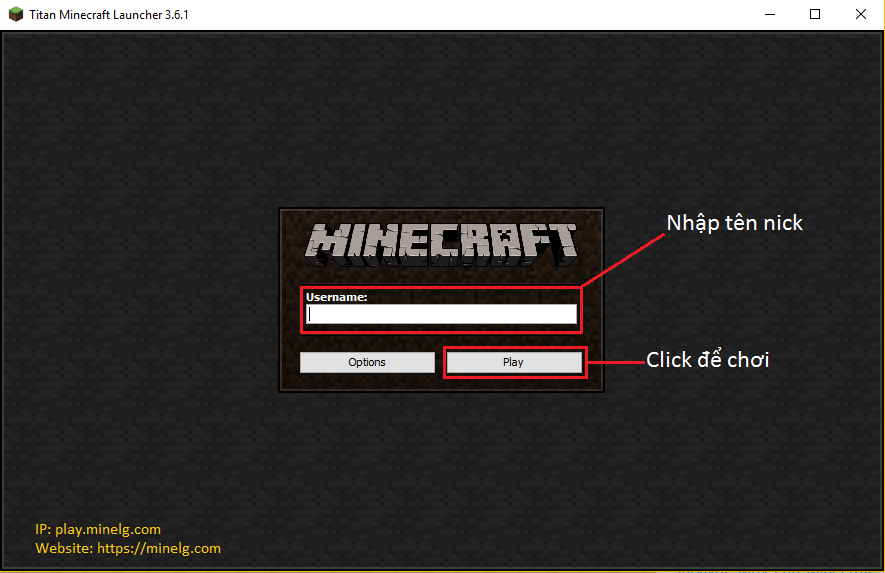 Titan Minecraft Launcher 3.6.1
MINECRAFT
Nhập tên nick
Username:
Options
Play
Click để chơi
IP: play.minelg.com
Website: https://minelg.com